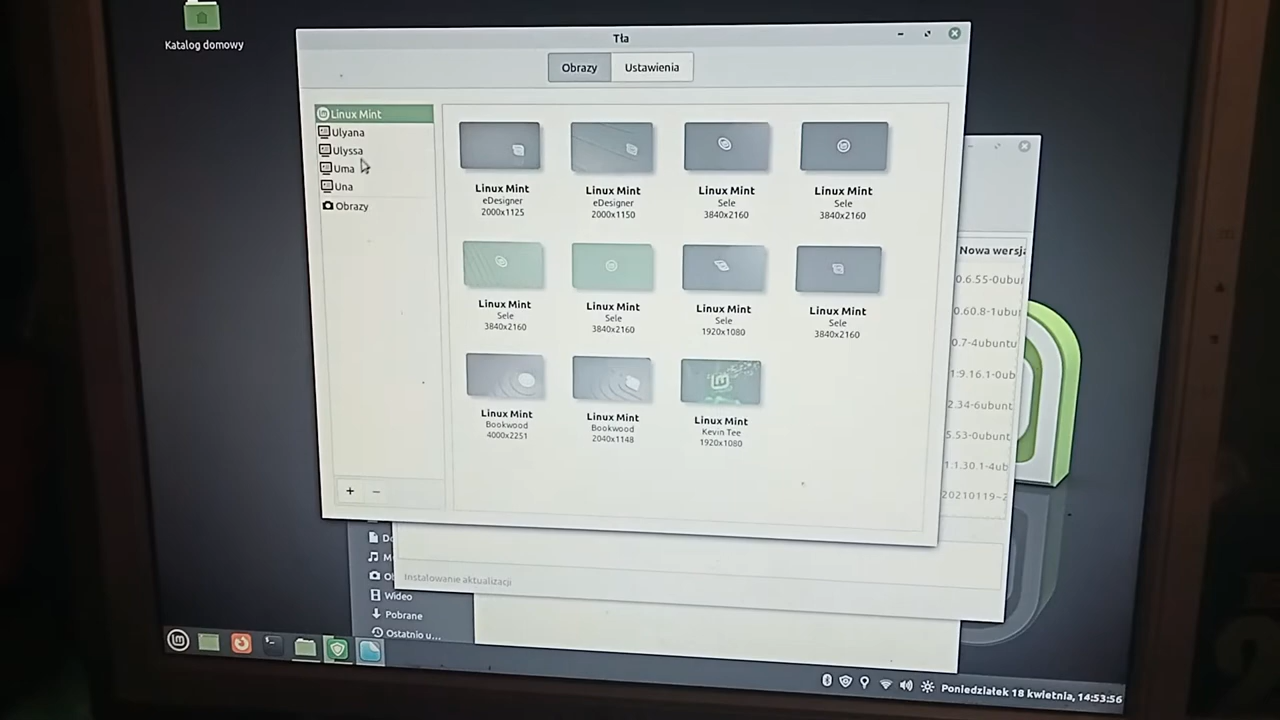 Katalog domowy
Tła
Obrazy
Ustawienia
Linux Mint
Ulyana
Ulyssa
Uma
Una
Obrazy
Linux Mint
eDesigner
2000x1125
Linux Mint
eDesigner
2000x1150
Linux Mint
Sele
3840x2160
Linux Mint
Sele
3840x2160
Linux Mint
Sele
3840x2160
Linux Mint
Sele
3840x2160
Linux Mint
Sele
1920x1080
Linux Mint
Sele
3840x2160
Linux Mint
Bookwood
4000x2251
Linux Mint
Bookwood
2040x1148
Linux Mint
Kevin Tee
1920x1080
+ −
Nowa wersja
0.6.55-0ubun
0.60.8-1ubur
0.7-4ubuntu
1:9.16.1-0ub
2.34-6ubunt
5.53-0ubunt
1.1.30.1-4ub
20210119~2
Instalowanie aktualizacji
Do
M
Ob
Wideo
Pobrane
Ostatnio u...
Poniedziałek 18 kwietnia, 14:53:56